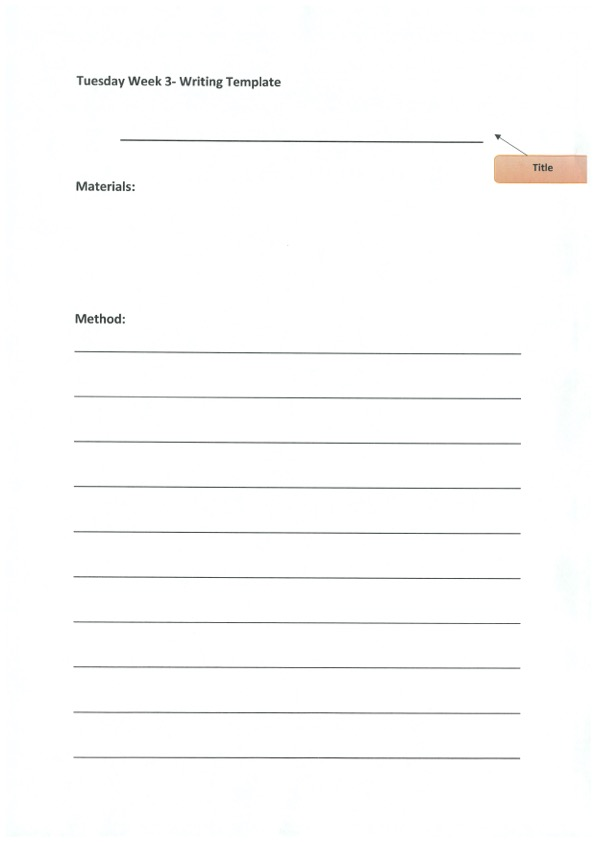 Tuesday Week 3- Writing Template
Title
Materials:
Method: